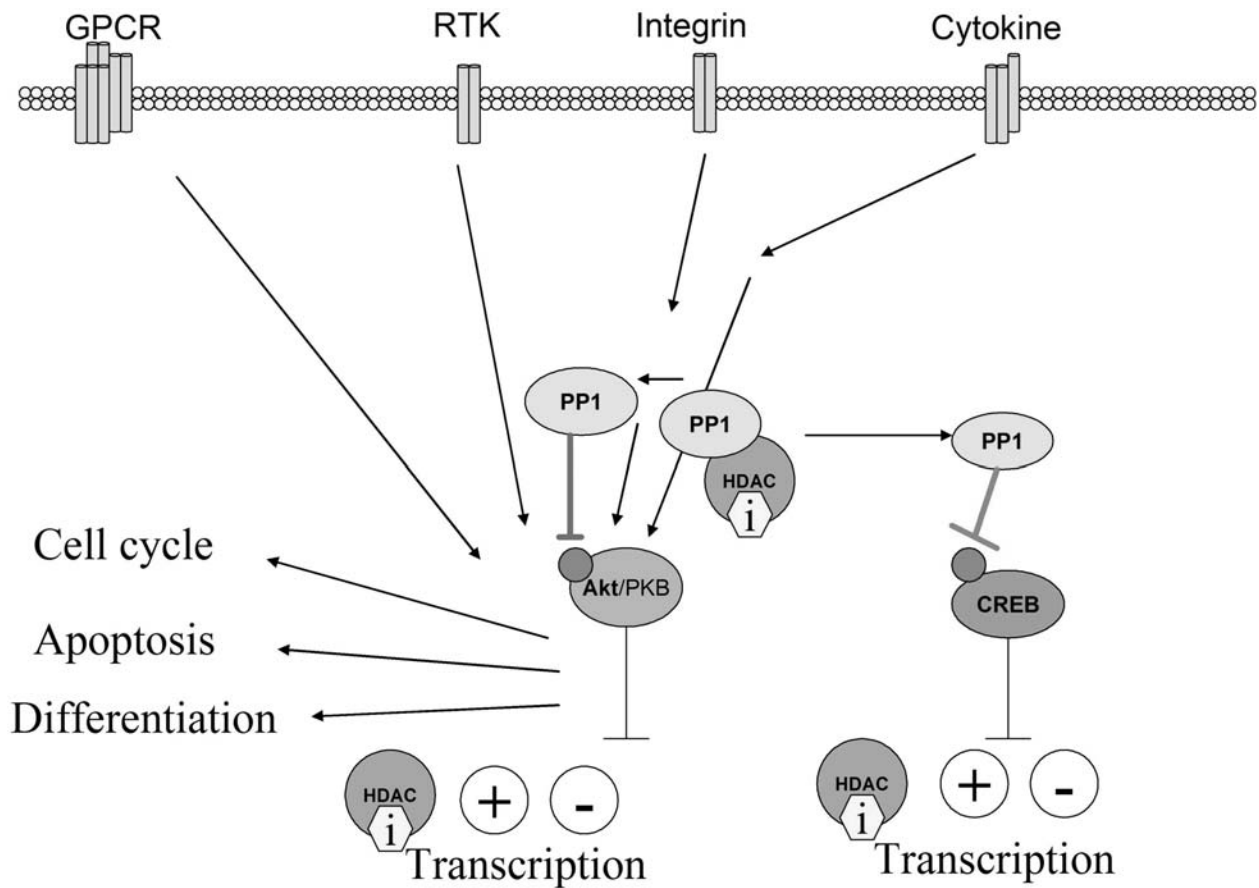 GPCR
RTK
Integrin
Cytokine
PP1
PP1
HDAC
i
PP1
Akt/PKB
CREB
Cell cycle
Apoptosis
Differentiation
HDAC
i
+
-
Transcription
HDAC
i
+
-
Transcription